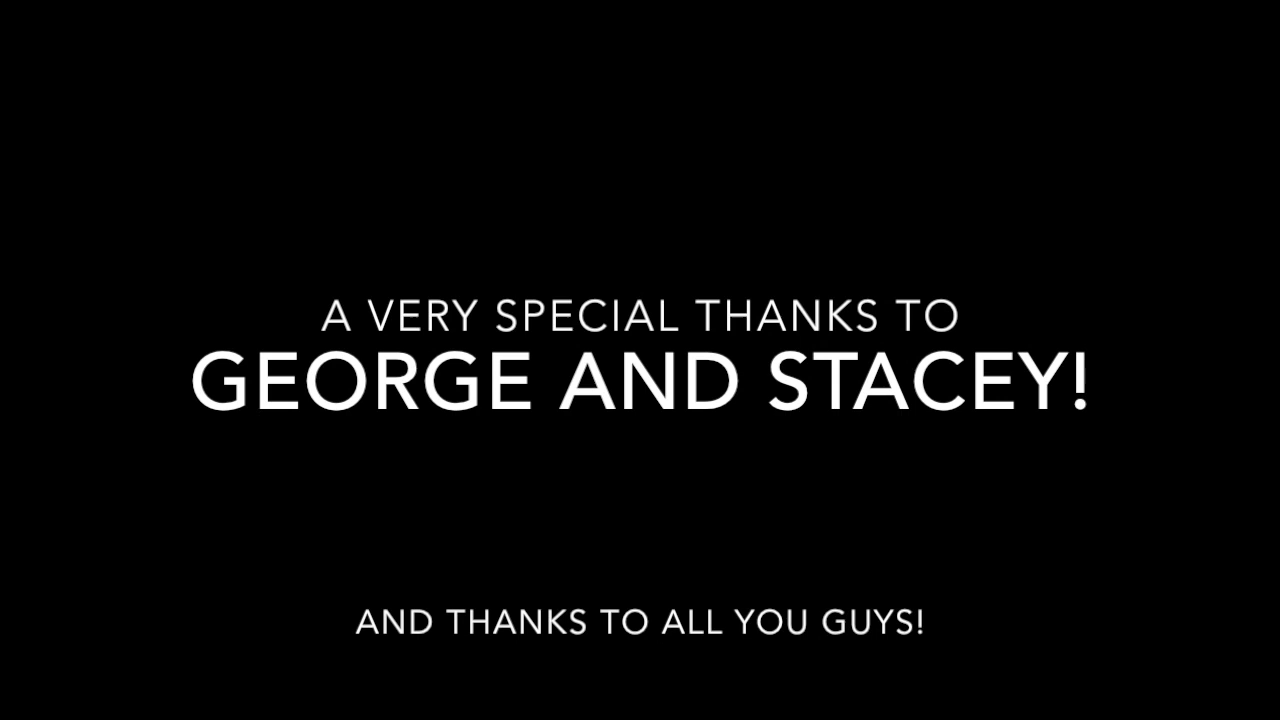 A VERY SPECIAL THANKS TO
GEORGE AND STACEY!
AND THANKS TO ALL YOU GUYS!